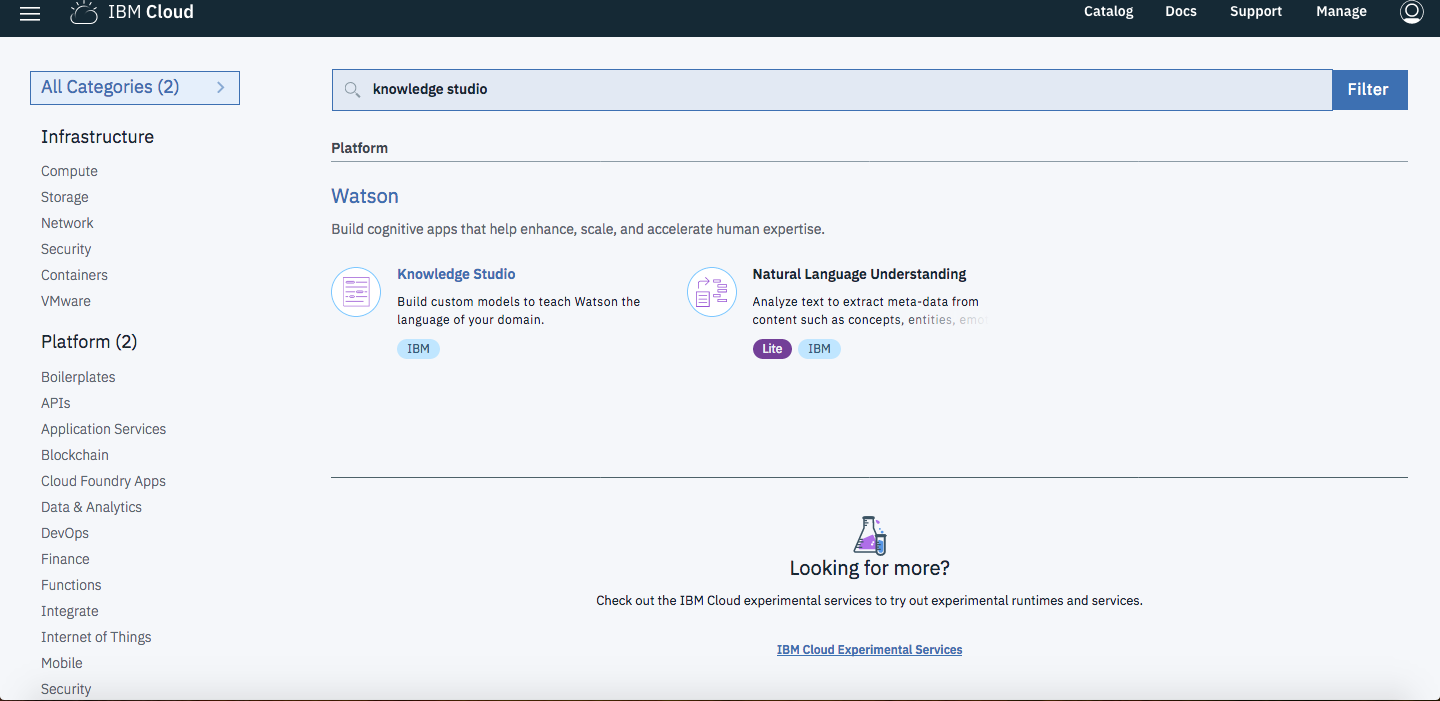 IBM Cloud
Catalog
Docs
Support
Manage
All Categories (2)
Infrastructure
Compute
Storage
Network
Security
Containers
VMware
Platform (2)
Boilerplates
APIs
Application Services
Blockchain
Cloud Foundry Apps
Data & Analytics
DevOps
Finance
Functions
Integrate
Internet of Things
Mobile
Security
knowledge studio
Filter
Platform
Watson
Build cognitive apps that help enhance, scale, and accelerate human expertise.
Knowledge Studio
Build custom models to teach Watson the
language of your domain.
IBM
Natural Language Understanding
Analyze text to extract meta-data from
content such as concepts, entities, emot
Lite
IBM
Looking for more?
Check out the IBM Cloud experimental services to try out experimental runtimes and services.
IBM Cloud Experimental Services